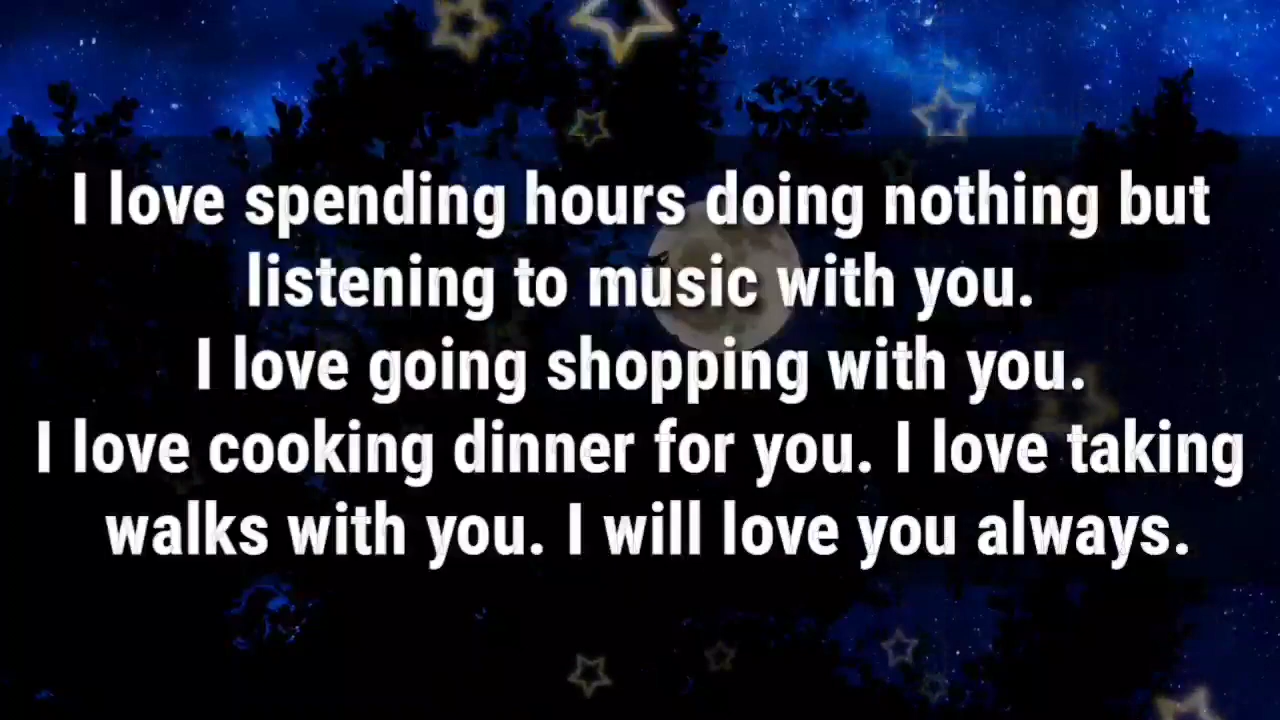 I love spending hours doing nothing but
listening to music with you.
I love going shopping with you.
I love cooking dinner for you. I love taking
walks with you. I will love you always.